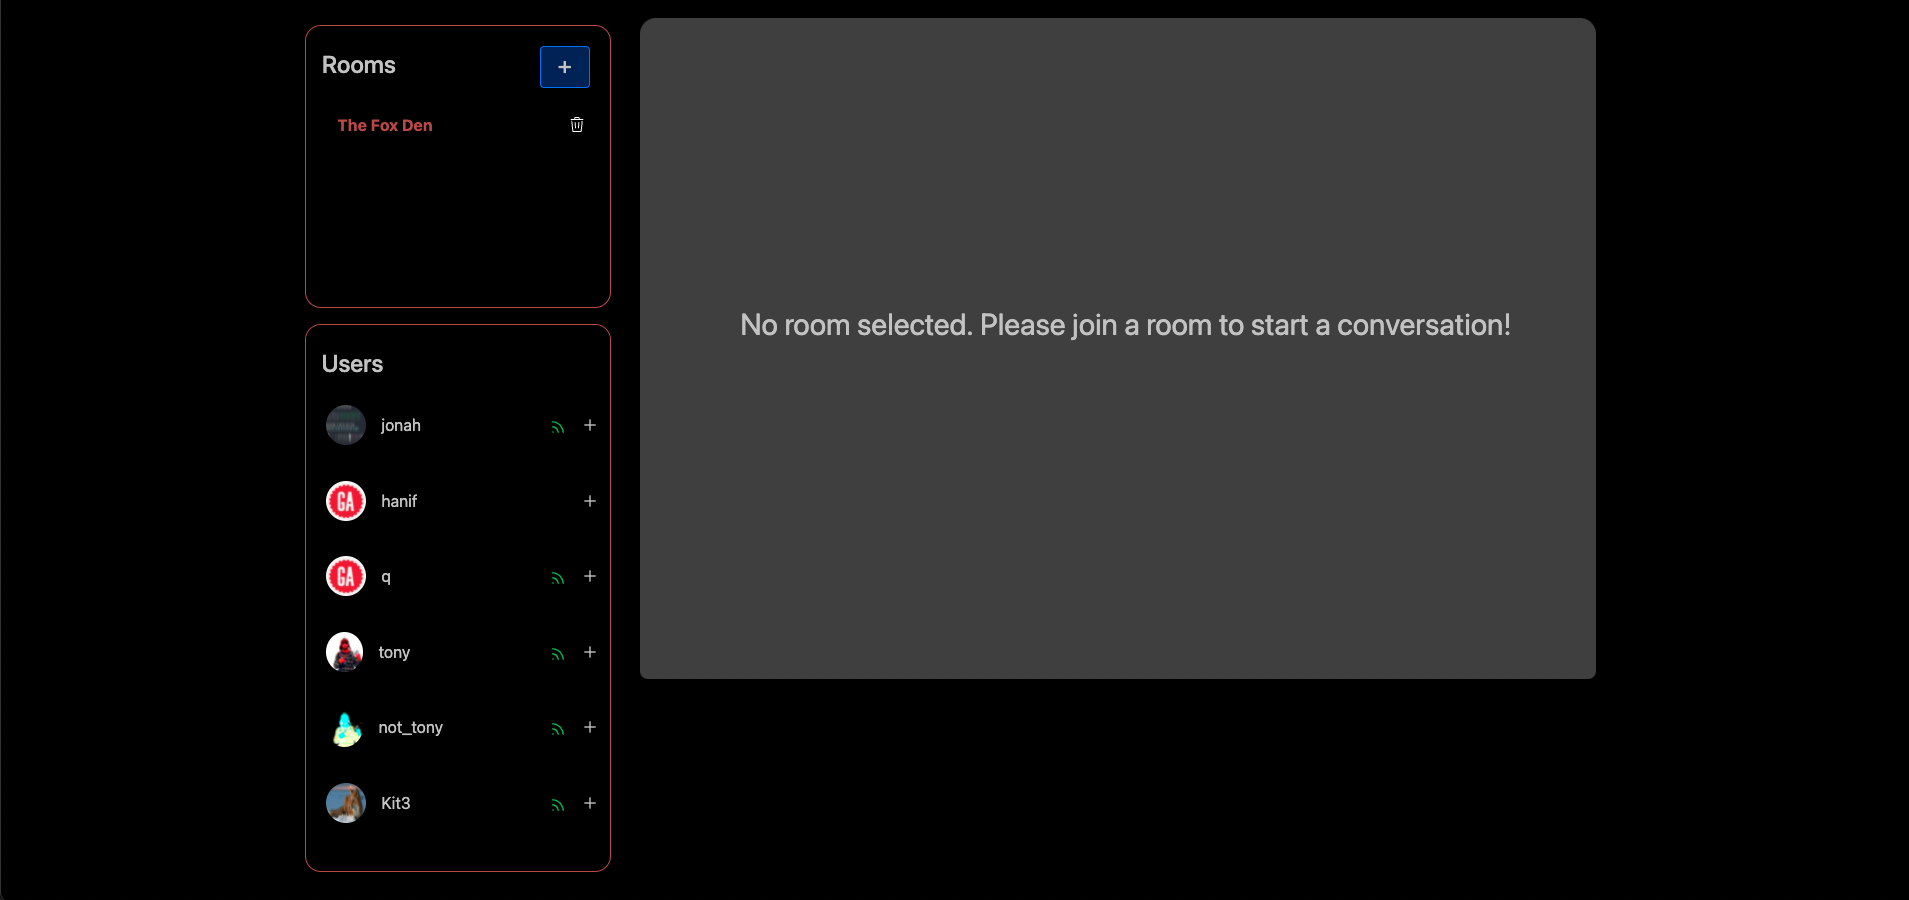 Rooms
+
The Fox Den
No room selected. Please join a room to start a conversation!
Users
jonah
+
GA
hanif
+
GA
q
+
tony
+
not_tony
+
Kit3
+